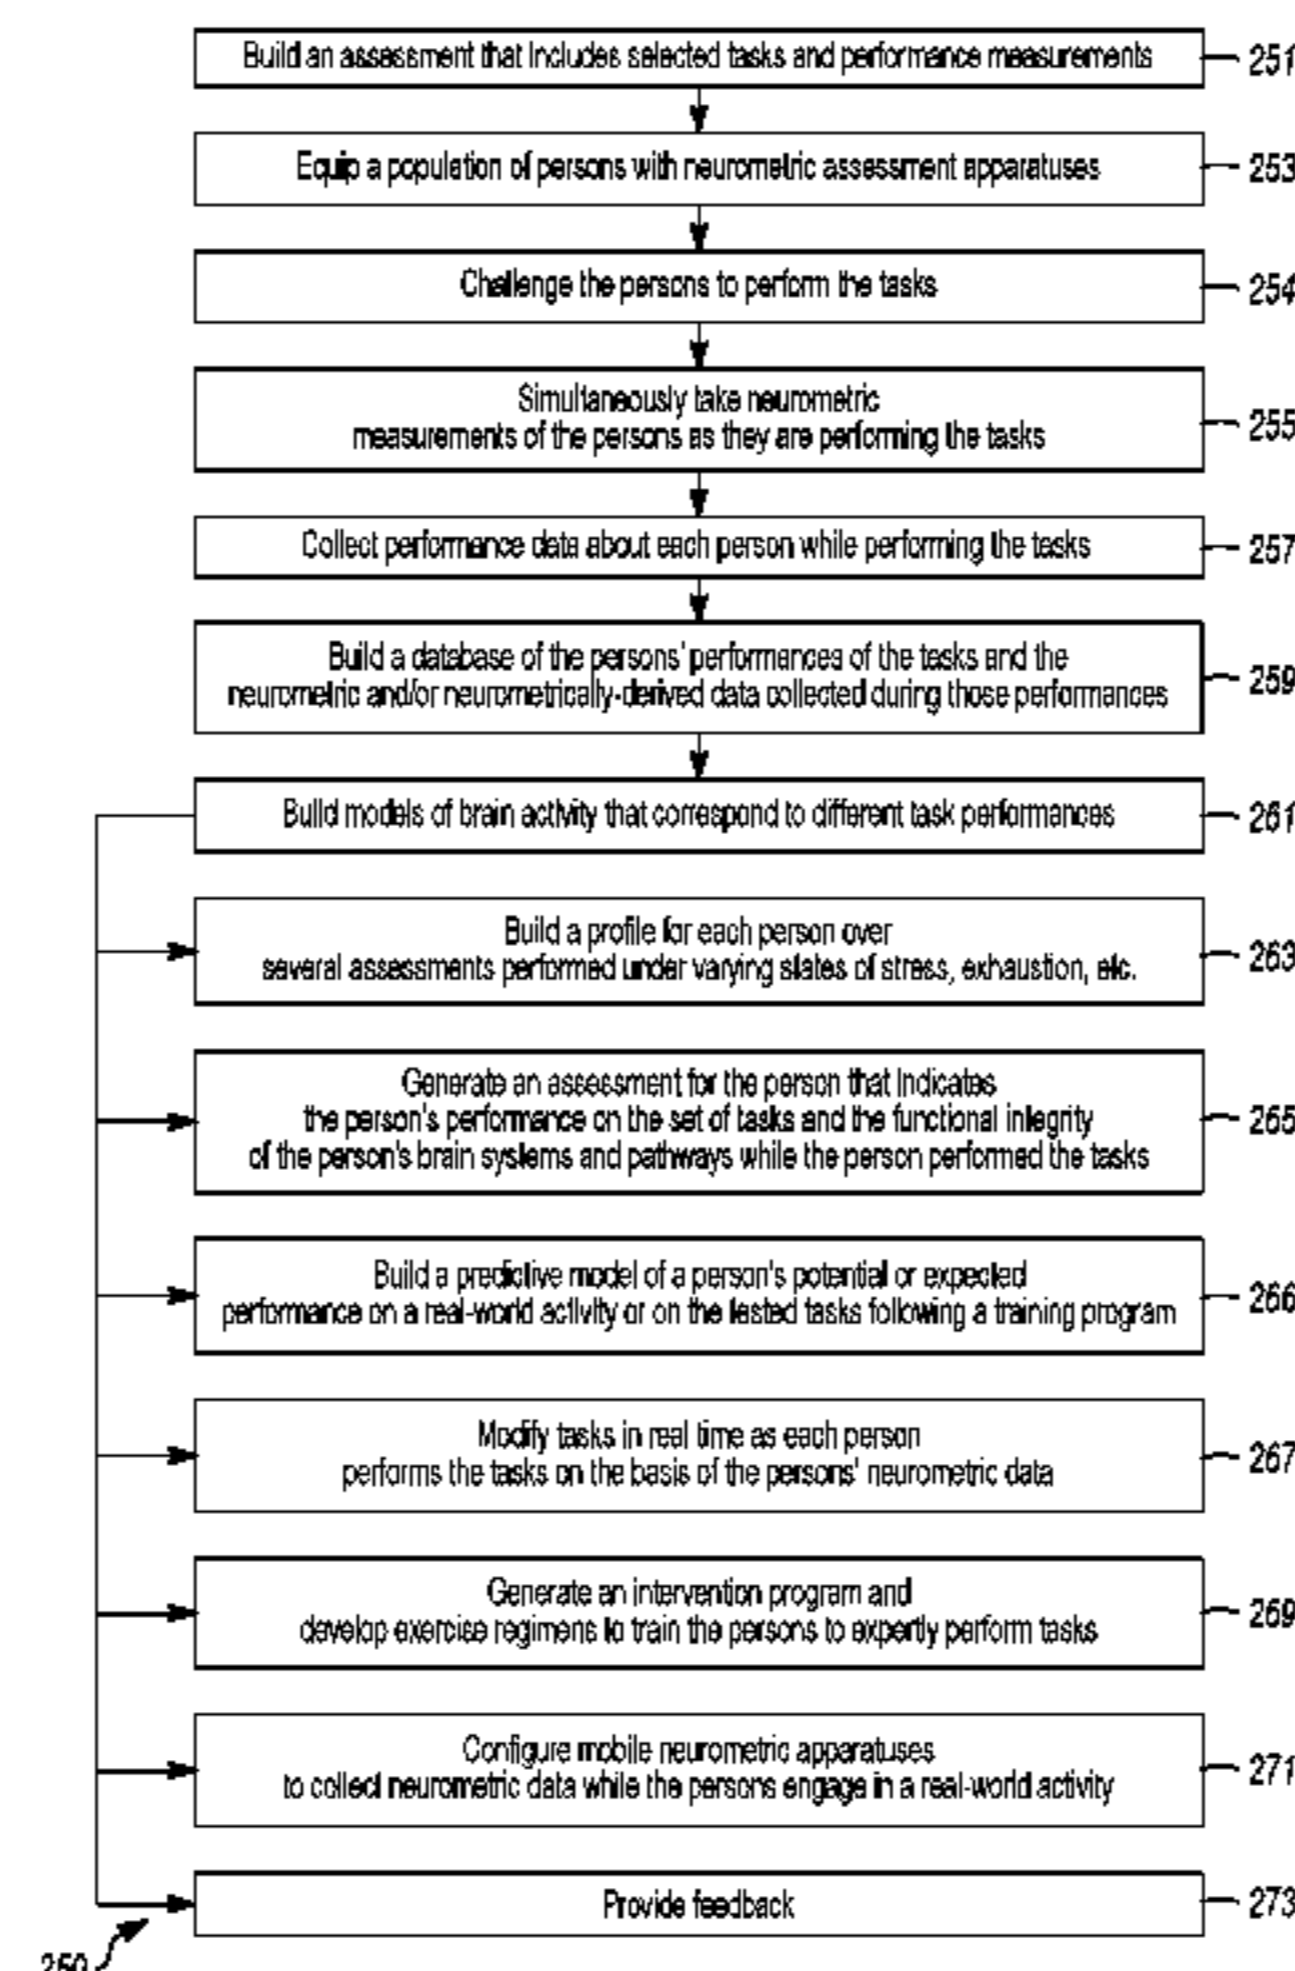 Build an assessment that includes selected tasks and performance measurements
251
Equip a population of persons with neurometric assessment apparatuses
253
Challenge the persons to perform the tasks
254
Simultaneously take neurometric
measurements of the persons as they are performing the tasks
255
Collect performance data about each person while performing the tasks
257
Build a database of the persons' performances of the tasks and the
neurometric and/or neurometrically-derived data collected during those performances
259
Build models of brain activity that correspond to different task performances
261
Build a profile for each person over
several assessments performed under varying states of stress, exhaustion, etc.
263
Generate an assessment for the person that indicates
the person's performance on the set of tasks and the functional integrity
of the person's brain systems and pathways while the person performed the tasks
265
Build a predictive model of a person's potential or expected
performance on a real-world activity or on the tested tasks following a training program
266
Modify tasks in real time as each person
performs the tasks on the basis of the persons' neurometric data
267
Generate an intervention program and
develop exercise regimens to train the persons to expertly perform tasks
269
Configure mobile neurometric apparatuses
to collect neurometric data while the persons engage in a real-world activity
271
Provide feedback
273
250